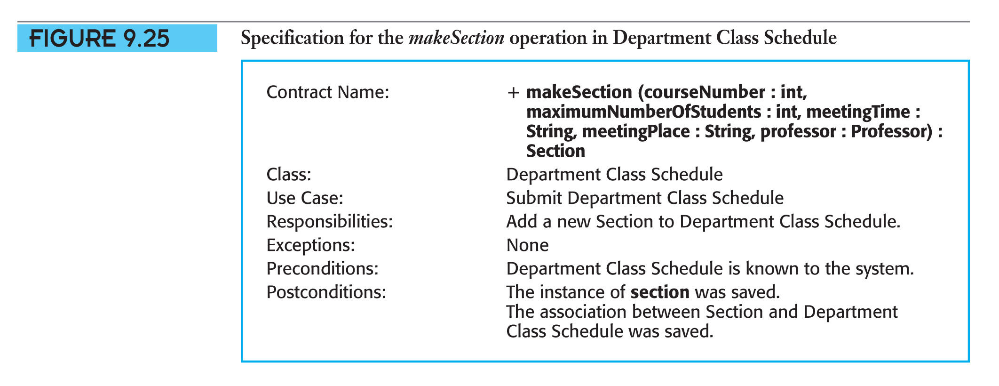 FIGURE 9.25
Specification for the makeSection operation in Department Class Schedule
Contract Name: + makeSection (courseNumber : int,
maximumNumberOfStudents : int, meetingTime :
String, meetingPlace : String, professor : Professor) :
Section
Class: Department Class Schedule
Use Case: Submit Department Class Schedule
Responsibilities: Add a new Section to Department Class Schedule.
Exceptions: None
Preconditions: Department Class Schedule is known to the system.
Postconditions: The instance of section was saved.
The association between Section and Department
Class Schedule was saved.